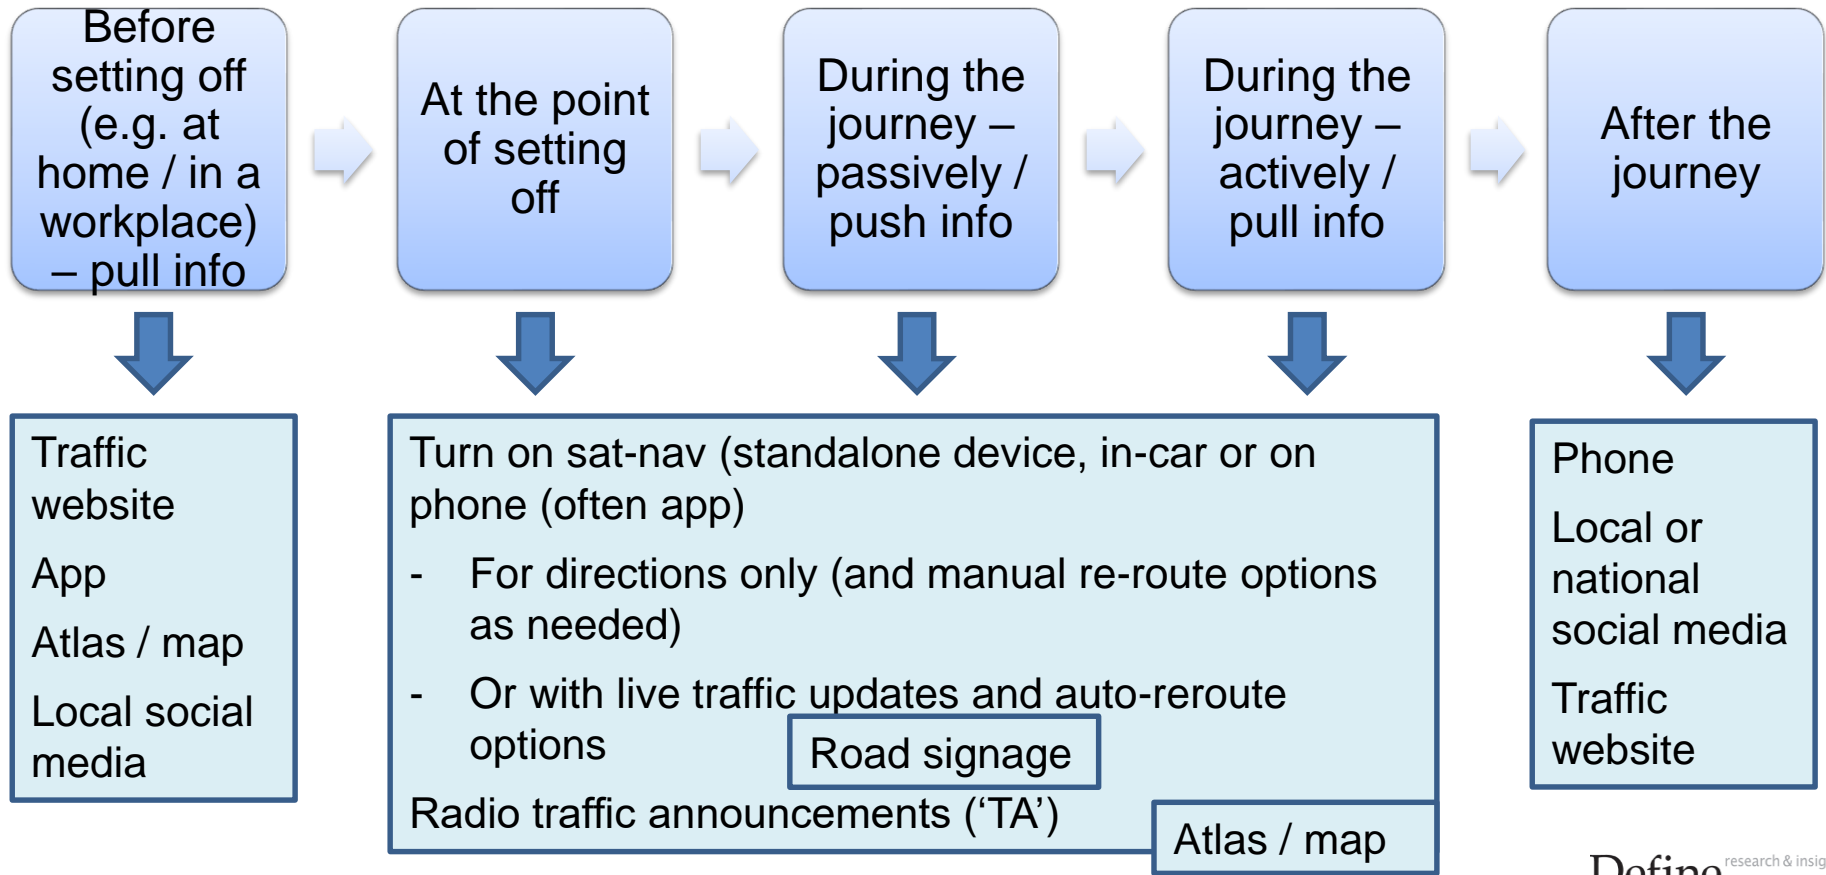 Before
setting off
(e.g. at
home / in a
workplace)
– pull info
At the point
of setting
off
During the
journey –
passively /
push info
During the
journey –
actively /
pull info
After the
journey
Traffic
website
App
Atlas / map
Local social
media
Turn on sat-nav (standalone device, in-car or on
phone (often app)
- For directions only (and manual re-route options
as needed)
- Or with live traffic updates and auto-reroute
options
Road signage
Radio traffic announcements (‘TA’)
Atlas / map
Phone
Local or
national
social media
Traffic
website
Define research & insig